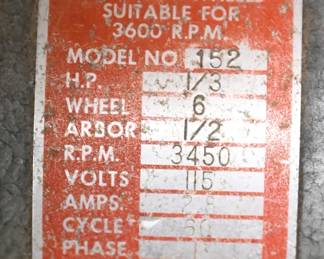 SUITABLE FOR
3600 R.P.M.
MODEL NO 152
H.P 1/3
WHEEL 6
ARBOR 1/2
R.P.M. 3450
VOLTS 115
AMPS. 2.8
CYCLE 60
PHASE